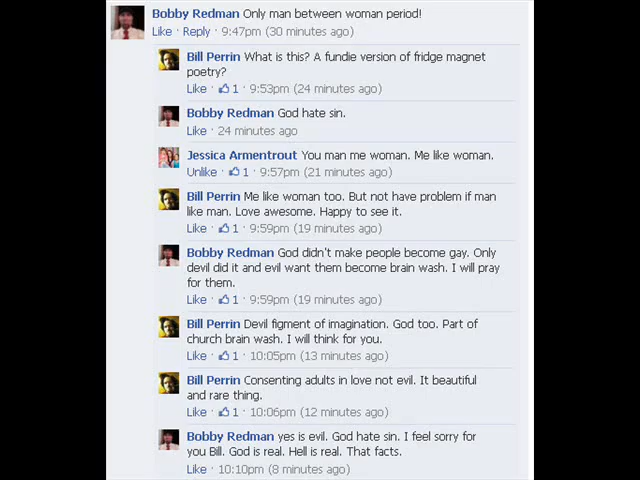 Bobby Redman Only man between woman period!
Like · Reply · 9:47pm (30 minutes ago)
Bill Perrin What is this? A fundie version of fridge magnet
poetry?
Like · 1 · 9:53pm (24 minutes ago)
Bobby Redman God hate sin.
Like · 24 minutes ago
Jessica Armentrout You man me woman. Me like woman.
Unlike · 1 · 9:57pm (21 minutes ago)
Bill Perrin Me like woman too. But not have problem if man
like man. Love awesome. Happy to see it.
Like · 1 · 9:59pm (19 minutes ago)
Bobby Redman God didn't make people become gay. Only
devil did it and evil want them become brain wash. I will pray
for them.
Like · 1 · 9:59pm (19 minutes ago)
Bill Perrin Devil figment of imagination. God too. Part of
church brain wash. I will think for you.
Like · 1 · 10:05pm (13 minutes ago)
Bill Perrin Consenting adults in love not evil. It beautiful
and rare thing.
Like · 1 · 10:06pm (12 minutes ago)
Bobby Redman yes is evil. God hate sin. I feel sorry for
you Bill. God is real. Hell is real. That facts.
Like · 10:10pm (8 minutes ago)